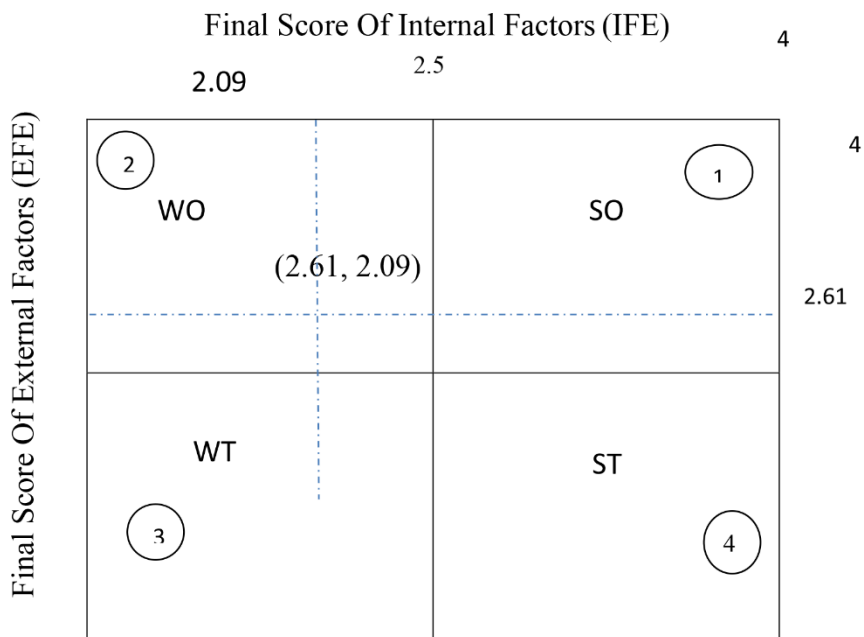 Final Score Of Internal Factors (IFE)
4
2.5
2.09
Final Score Of External Factors (EFE)
4
2
1
WO
SO
(2.61, 2.09)
2.61
WT
ST
3
4